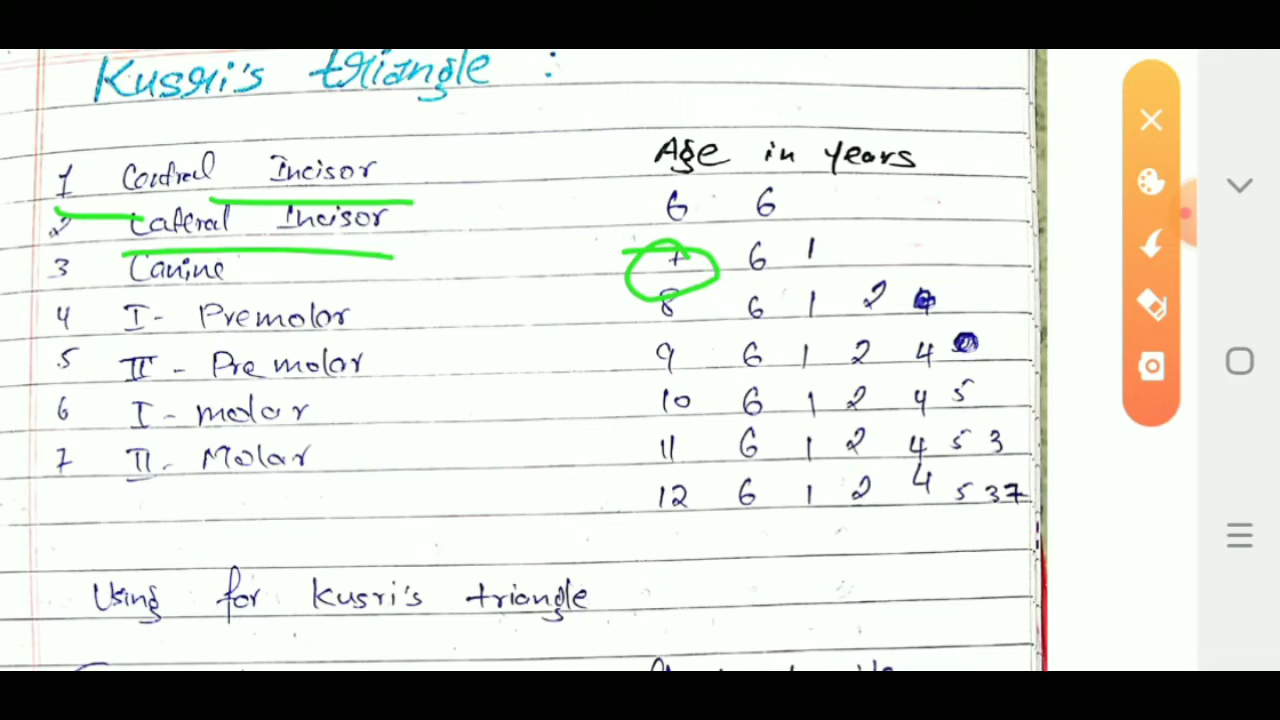 Kusri's triangle :
1 Central Incisor
2 Lateral Incisor
3 Canine
4 I - Premolar
5 II - Premolar
6 I - molar
7 II - Molar
Age in years
6 6
7 6 1
8 6 1 2
9 6 1 2 4
10 6 1 2 4 5
11 6 1 2 4 5 3
12 6 1 2 4 5 3 7
Using for Kusri's triangle